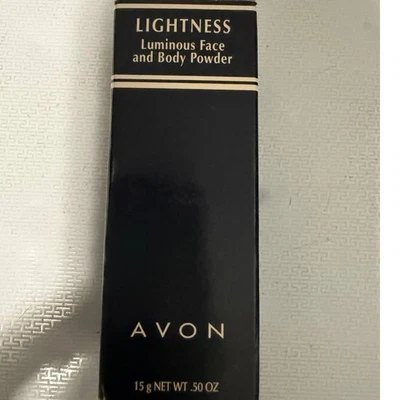 LIGHTNESS
Luminous Face
and Body Powder
AVON
15 g NET WT .50 OZ